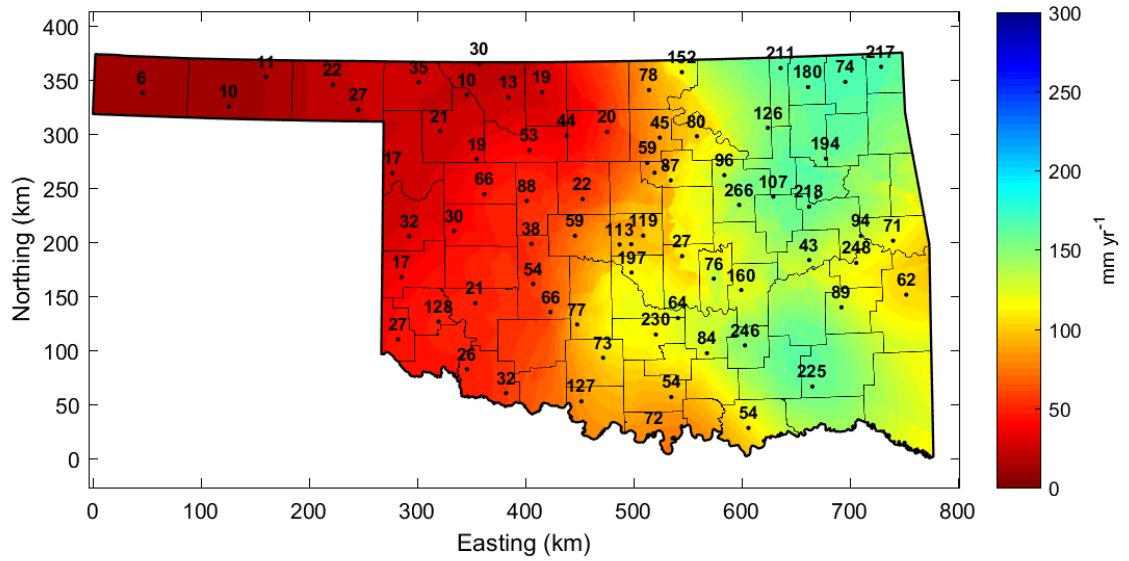 400
350
300
250
200
150
100
50
0
Northing (km)
0 100 200 300 400 500 600 700 800
Easting (km)
300
250
200
150
100
50
0
mm yr⁻¹
30
152 211 217
11 22 35 10 13 19 78 180 74
6 10 27
21 53 44 20 45 80 126
19 59 87 96 194
17 66 88 22 266 107 218
32 30 38 59 113 119 27 43 94 71
17 54 197 76 160 248 62
21 66 77 64 89
128 230
27 73 84 246
26 32 127 54 225
72 54